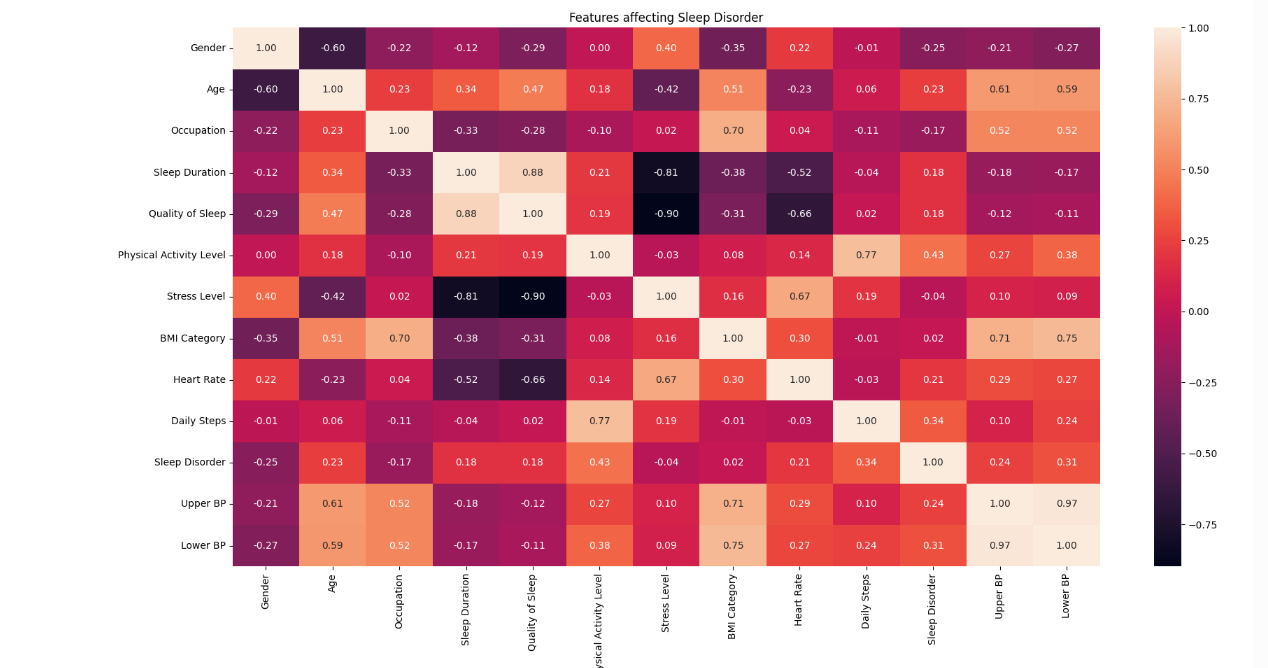 Features affecting Sleep Disorder
Gender 1.00 -0.60 -0.22 -0.12 -0.29 0.00 0.40 -0.35 0.22 -0.01 -0.25 -0.21 -0.27
Age -0.60 1.00 0.23 0.34 0.47 0.18 -0.42 0.51 -0.23 0.06 0.23 0.61 0.59
Occupation -0.22 0.23 1.00 -0.33 -0.28 -0.10 0.02 0.70 0.04 -0.11 -0.17 0.52 0.52
Sleep Duration -0.12 0.34 -0.33 1.00 0.88 0.21 -0.81 -0.38 -0.52 -0.04 0.18 -0.18 -0.17
Quality of Sleep -0.29 0.47 -0.28 0.88 1.00 0.19 -0.90 -0.31 -0.66 0.02 0.18 -0.12 -0.11
Physical Activity Level 0.00 0.18 -0.10 0.21 0.19 1.00 -0.03 0.08 0.14 0.77 0.43 0.27 0.38
Stress Level 0.40 -0.42 0.02 -0.81 -0.90 -0.03 1.00 0.16 0.67 0.19 -0.04 0.10 0.09
BMI Category -0.35 0.51 0.70 -0.38 -0.31 0.08 0.16 1.00 0.30 -0.01 0.02 0.71 0.75
Heart Rate 0.22 -0.23 0.04 -0.52 -0.66 0.14 0.67 0.30 1.00 -0.03 0.21 0.29 0.27
Daily Steps -0.01 0.06 -0.11 -0.04 0.02 0.77 0.19 -0.01 -0.03 1.00 0.34 0.10 0.24
Sleep Disorder -0.25 0.23 -0.17 0.18 0.18 0.43 -0.04 0.02 0.21 0.34 1.00 0.24 0.31
Upper BP -0.21 0.61 0.52 -0.18 -0.12 0.27 0.10 0.71 0.29 0.10 0.24 1.00 0.97
Lower BP -0.27 0.59 0.52 -0.17 -0.11 0.38 0.09 0.75 0.27 0.24 0.31 0.97 1.00
Gender
Age
Occupation
Sleep Duration
Quality of Sleep
ysical Activity Level
Stress Level
BMI Category
Heart Rate
Daily Steps
Sleep Disorder
Upper BP
Lower BP
1.00
0.75
0.50
0.25
0.00
−0.25
−0.50
−0.75